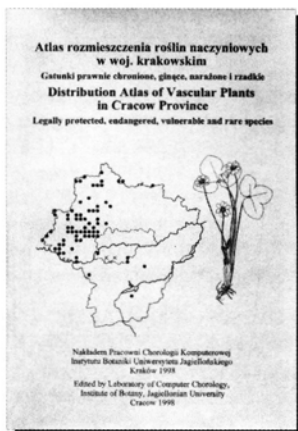 Atlas rozmieszczenia roślin naczyniowych
w woj. krakowskim
Gatunki prawnie chronione, ginące, narażone i rzadkie
Distribution Atlas of Vascular Plants
in Cracow Province
Legally protected, endangered, vulnerable and rare species
Nakładem Pracowni Chorologii Komputerowej
Instytutu Botaniki Uniwersytetu Jagiellońskiego
Kraków 1998
Edited by Laboratory of Computer Chorology,
Institute of Botany, Jagiellonian University
Cracow 1998